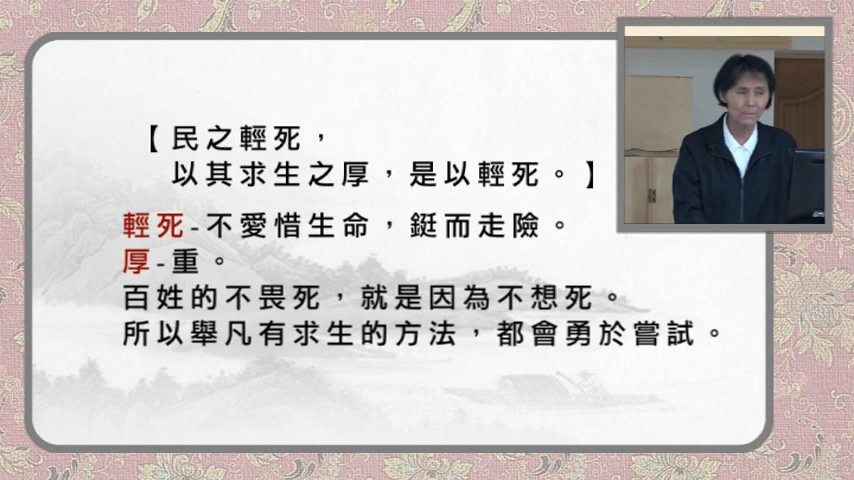 【民之輕死，
以其求生之厚，是以輕死。】
輕死-不愛惜生命，鋌而走險。
厚-重。
百姓的不畏死，就是因為不想死。
所以舉凡有求生的方法，都會勇於嘗試。